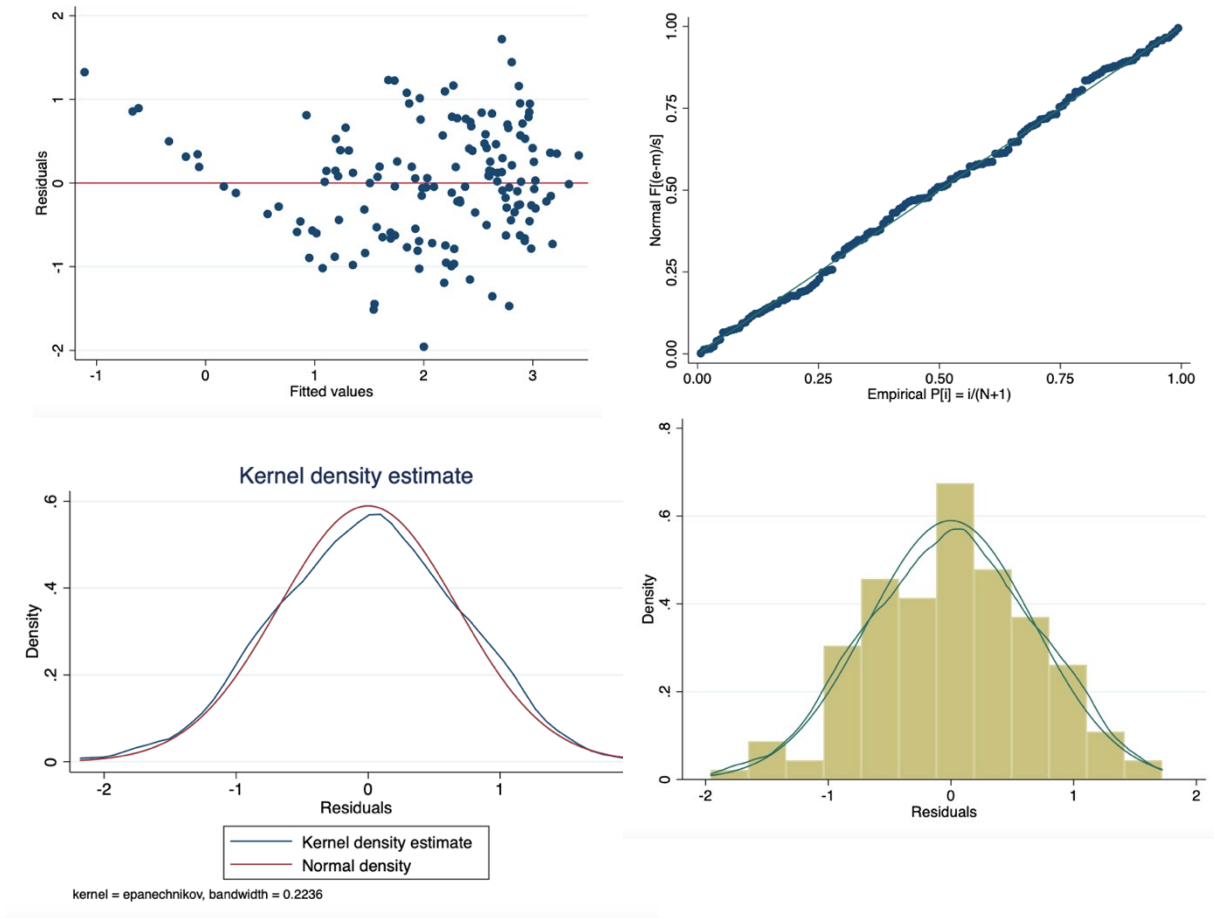 2
1
0
-1
-2
Residuals
-1 0 1 2 3
Fitted values
1.00
0.75
0.50
0.25
0.00
Normal F[(e-m)/s]
0.00 0.25 0.50 0.75 1.00
Empirical P[i] = i/(N+1)
Kernel density estimate
.6
.4
.2
0
Density
-2 -1 0 1
Residuals
Kernel density estimate
Normal density
kernel = epanechnikov, bandwidth = 0.2236
.8
.6
.4
.2
0
Density
-2 -1 0 1 2
Residuals